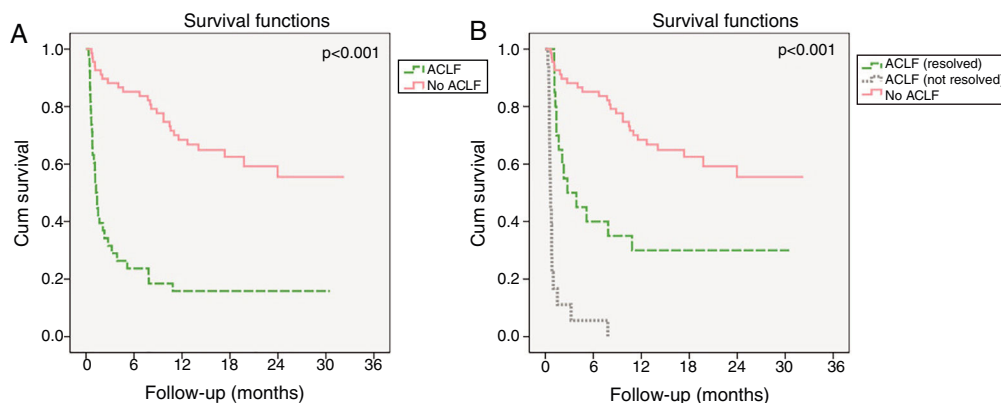 A
Survival functions
p<0.001
ACLF
No ACLF
1.0
0.8
0.6
0.4
0.2
0.0
Cum survival
0
6
12
18
24
30
36
Follow-up (months)
B
Survival functions
p<0.001
ACLF (resolved)
ACLF (not resolved)
No ACLF
1.0
0.8
0.6
0.4
0.2
0.0
Cum survival
0
6
12
18
24
30
36
Follow-up (months)